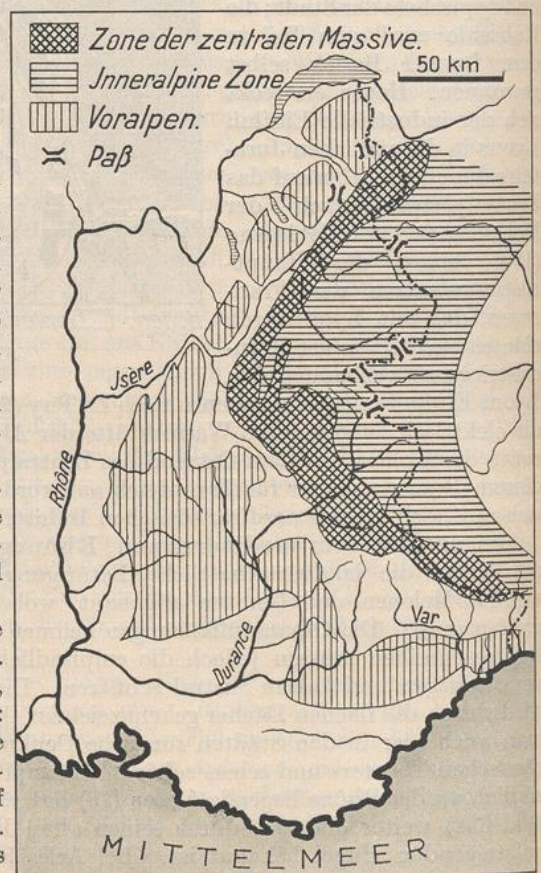 Zone der zentralen Massive.
Jnneralpine Zone
50 km
Voralpen.
Paß
Jsère
Rhône
Durance
Var
MITTELMEER